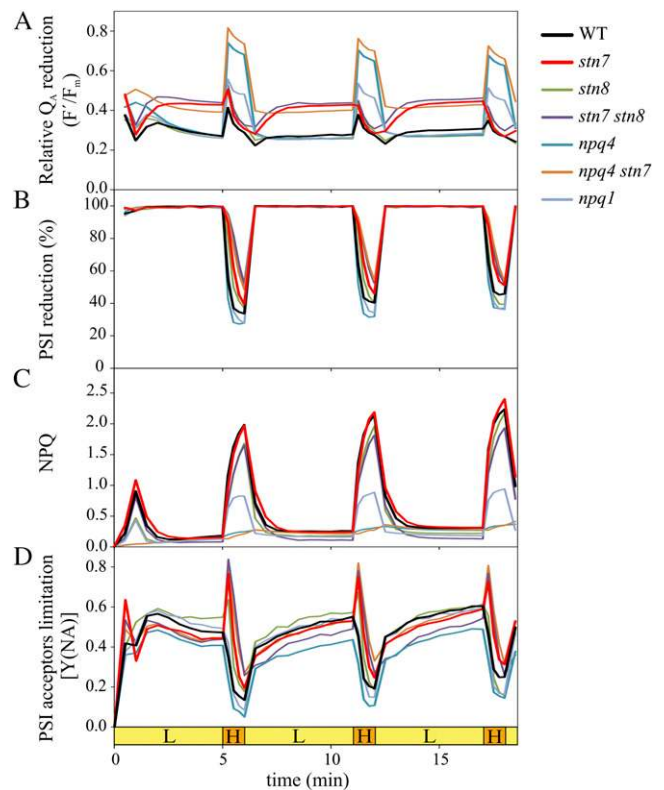 A
Relative QA reduction
(F´/Fm)
0.8
0.6
0.4
0.2
0.0
WT
stn7
stn8
stn7 stn8
npq4
npq4 stn7
npq1
B
PSI reduction (%)
100
80
60
40
20
0
C
NPQ
2.5
2.0
1.5
1.0
0.5
0.0
D
PSI acceptors limitation
[Y(NA)]
0.8
0.6
0.4
0.2
0.0
L H L H L H
0 5 10 15
time (min)